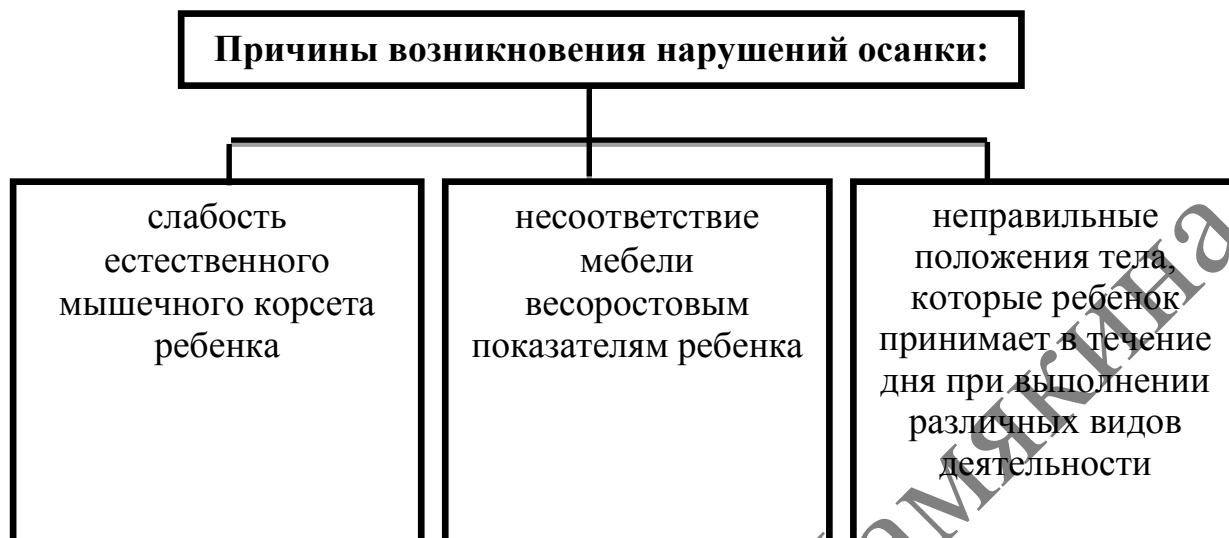 Причины возникновения нарушений осанки:
слабость
естественного
мышечного корсета
ребенка
несоответствие
мебели
весоростовым
показателям ребенка
неправильные
положения тела,
которые ребенок
принимает в течение
дня при выполнении
различных видов
деятельности